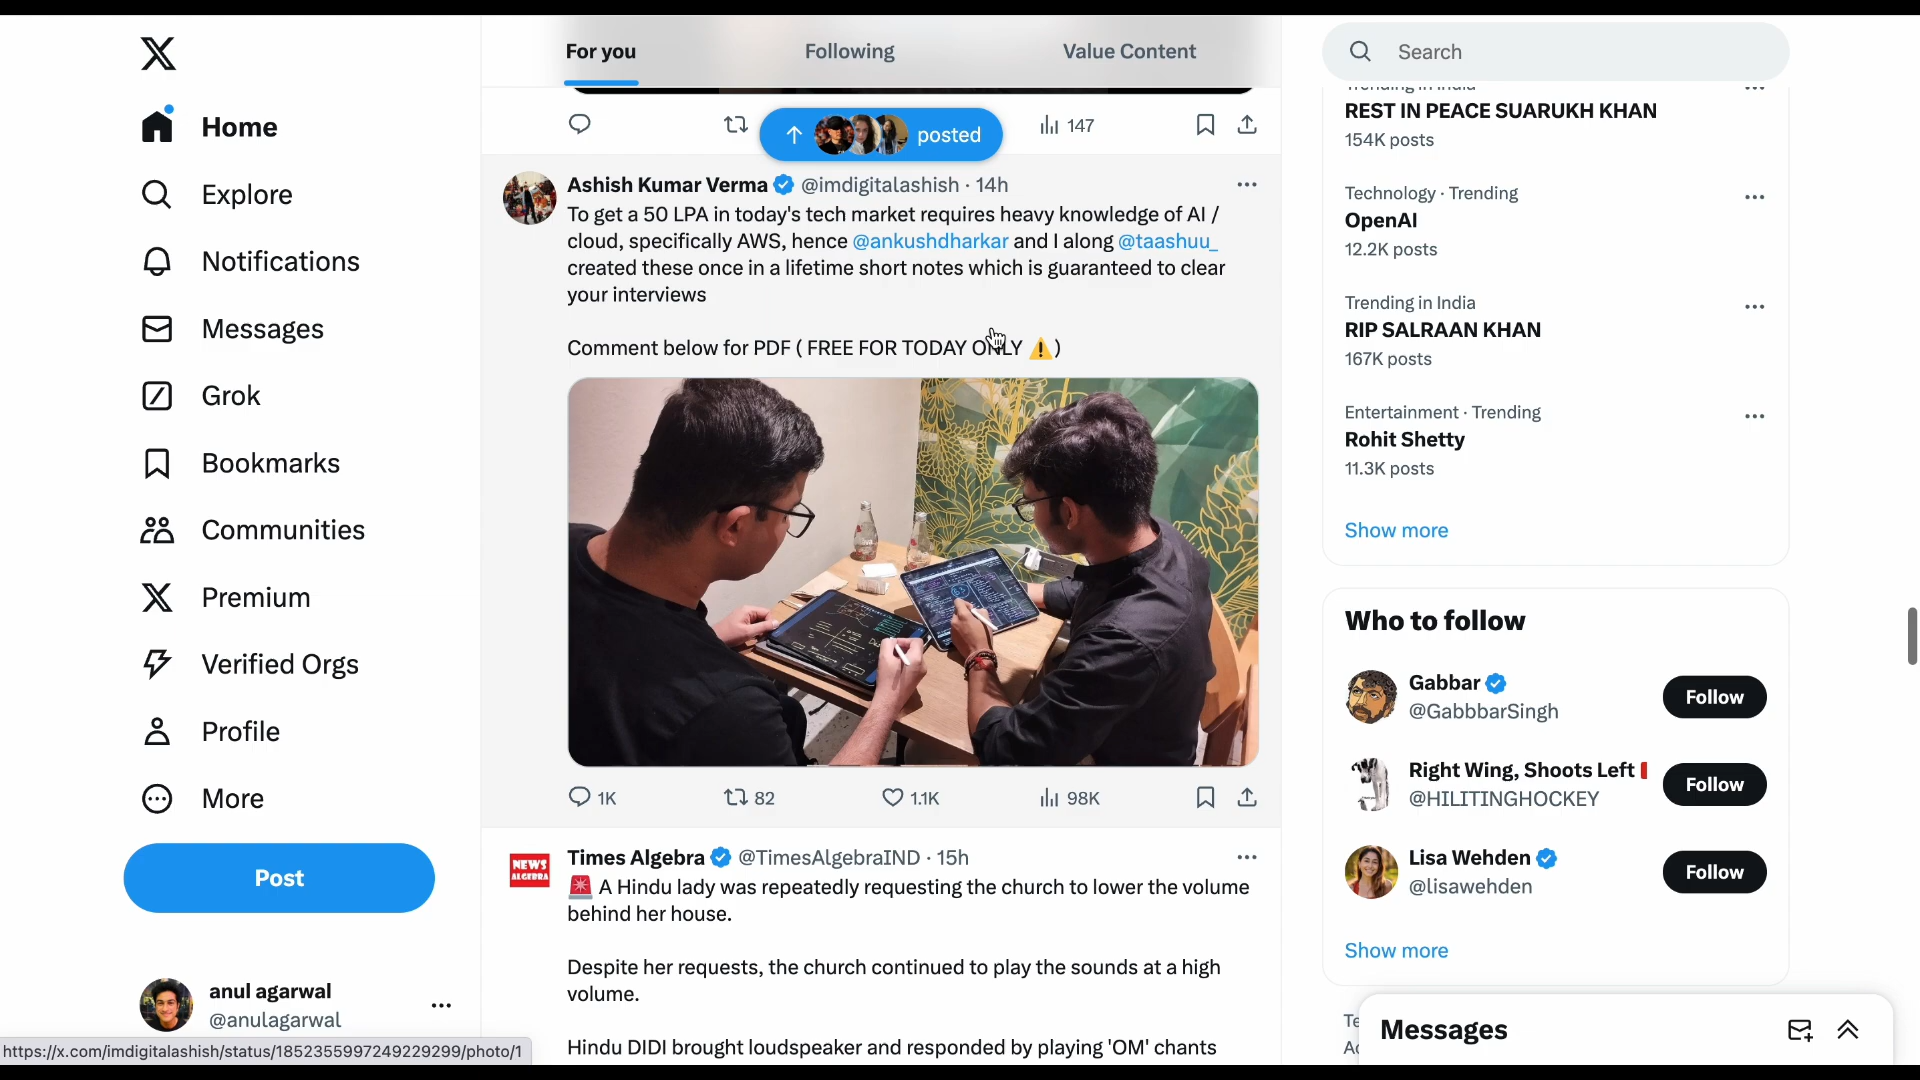 For you
Following
Value Content
posted
147
Home
Explore
Notifications
Messages
Grok
Bookmarks
Communities
Premium
Verified Orgs
Profile
More
Post
anul agarwal
@anulagarwal
https://x.com/imdigitalashish/status/1852355997249229299/photo/1
Ashish Kumar Verma @imdigitalashish · 14h
To get a 50 LPA in today's tech market requires heavy knowledge of AI /
cloud, specifically AWS, hence @ankushdharkar and I along @taashuu_
created these once in a lifetime short notes which is guaranteed to clear
your interviews
Comment below for PDF ( FREE FOR TODAY ONLY ⚠️ )
1K
82
1.1K
98K
NEWS
ALGEBRA
Times Algebra @TimesAlgebraIND · 15h
🚨 A Hindu lady was repeatedly requesting the church to lower the volume
behind her house.
Despite her requests, the church continued to play the sounds at a high
volume.
Hindu DIDI brought loudspeaker and responded by playing 'OM' chants
Search
Trending in India
REST IN PEACE SUARUKH KHAN
154K posts
Technology · Trending
OpenAI
12.2K posts
Trending in India
RIP SALRAAN KHAN
167K posts
Entertainment · Trending
Rohit Shetty
11.3K posts
Show more
Who to follow
Gabbar
@GabbbarSingh
Follow
Right Wing, Shoots Left
@HILITINGHOCKEY
Follow
Lisa Wehden
@lisawehden
Follow
Show more
Messages